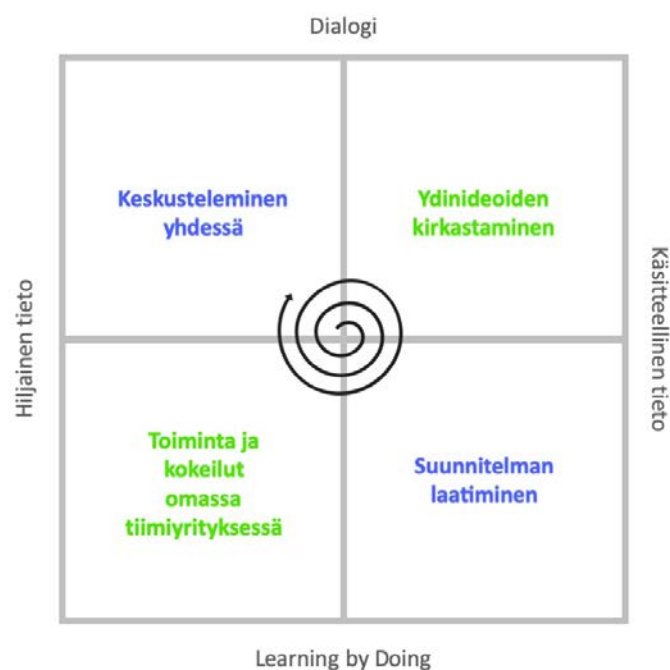 Dialogi
Keskusteleminen
yhdessä
Ydinideoiden
kirkastaminen
Hiljainen tieto
Käsitteellinen tieto
Toiminta ja
kokeilut
omassa
tiimiyrityksessä
Suunnitelman
laatiminen
Learning by Doing